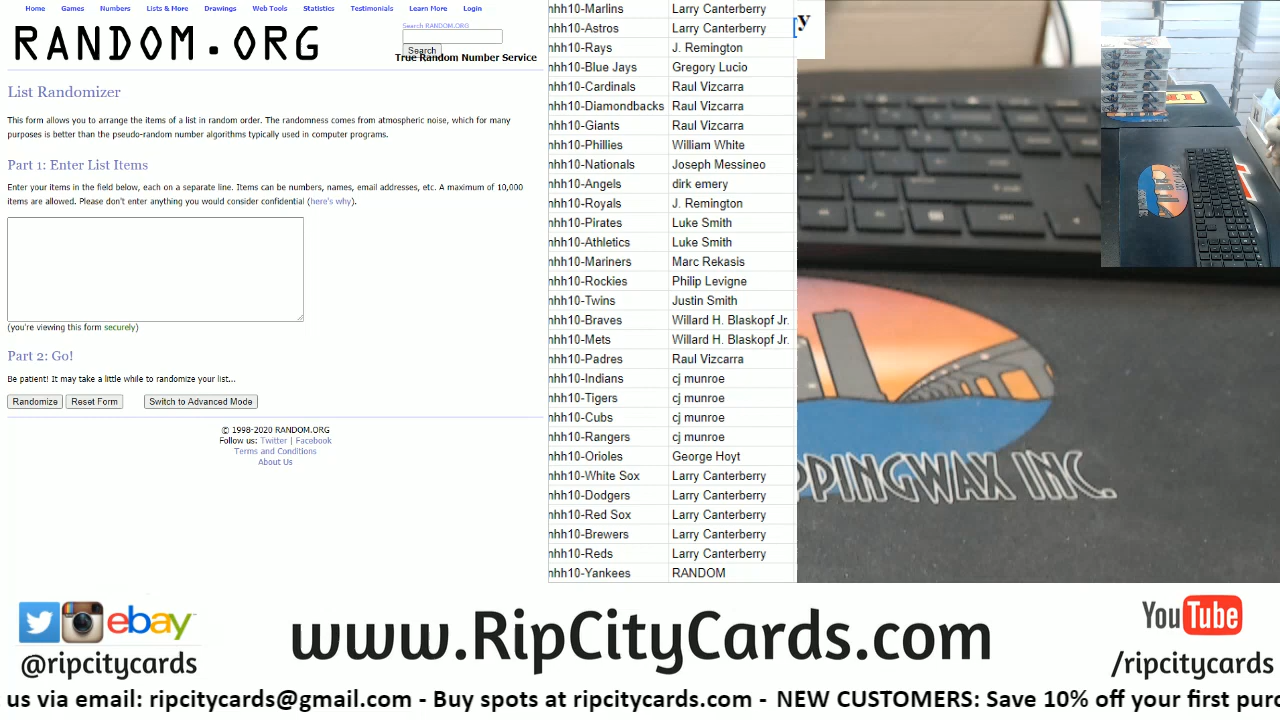 Home Games Numbers Lists & More Drawings Web Tools Statistics Testimonials Learn More Login
RANDOM.ORG
Search RANDOM.ORG
Search
True Random Number Service
List Randomizer
This form allows you to arrange the items of a list in random order. The randomness comes from atmospheric noise, which for many
purposes is better than the pseudo-random number algorithms typically used in computer programs.
Part 1: Enter List Items
Enter your items in the field below, each on a separate line. Items can be numbers, names, email addresses, etc. A maximum of 10,000
items are allowed. Please don't enter anything you would consider confidential (here's why).
(you're viewing this form securely)
Part 2: Go!
Be patient! It may take a little while to randomize your list...
Randomize Reset Form Switch to Advanced Mode
© 1998-2020 RANDOM.ORG
Follow us: Twitter | Facebook
Terms and Conditions
About Us
nhh10-Marlins Larry Canterberry
nhh10-Astros Larry Canterberry
nhh10-Rays J. Remington
nhh10-Blue Jays Gregory Lucio
nhh10-Cardinals Raul Vizcarra
nhh10-Diamondbacks Raul Vizcarra
nhh10-Giants Raul Vizcarra
nhh10-Phillies William White
nhh10-Nationals Joseph Messineo
nhh10-Angels dirk emery
nhh10-Royals J. Remington
nhh10-Pirates Luke Smith
nhh10-Athletics Luke Smith
nhh10-Mariners Marc Rekasis
nhh10-Rockies Philip Levigne
nhh10-Twins Justin Smith
nhh10-Braves Willard H. Blaskopf Jr.
nhh10-Mets Willard H. Blaskopf Jr.
nhh10-Padres Raul Vizcarra
nhh10-Indians cj munroe
nhh10-Tigers cj munroe
nhh10-Cubs cj munroe
nhh10-Rangers cj munroe
nhh10-Orioles George Hoyt
nhh10-White Sox Larry Canterberry
nhh10-Dodgers Larry Canterberry
nhh10-Red Sox Larry Canterberry
nhh10-Brewers Larry Canterberry
nhh10-Reds Larry Canterberry
nhh10-Yankees RANDOM
y
PPINGWAX INC.
ebay
@ripcitycards
www.RipCityCards.com
YouTube
/ripcitycards
us via email: ripcitycards@gmail.com - Buy spots at ripcitycards.com - NEW CUSTOMERS: Save 10% off your first purc